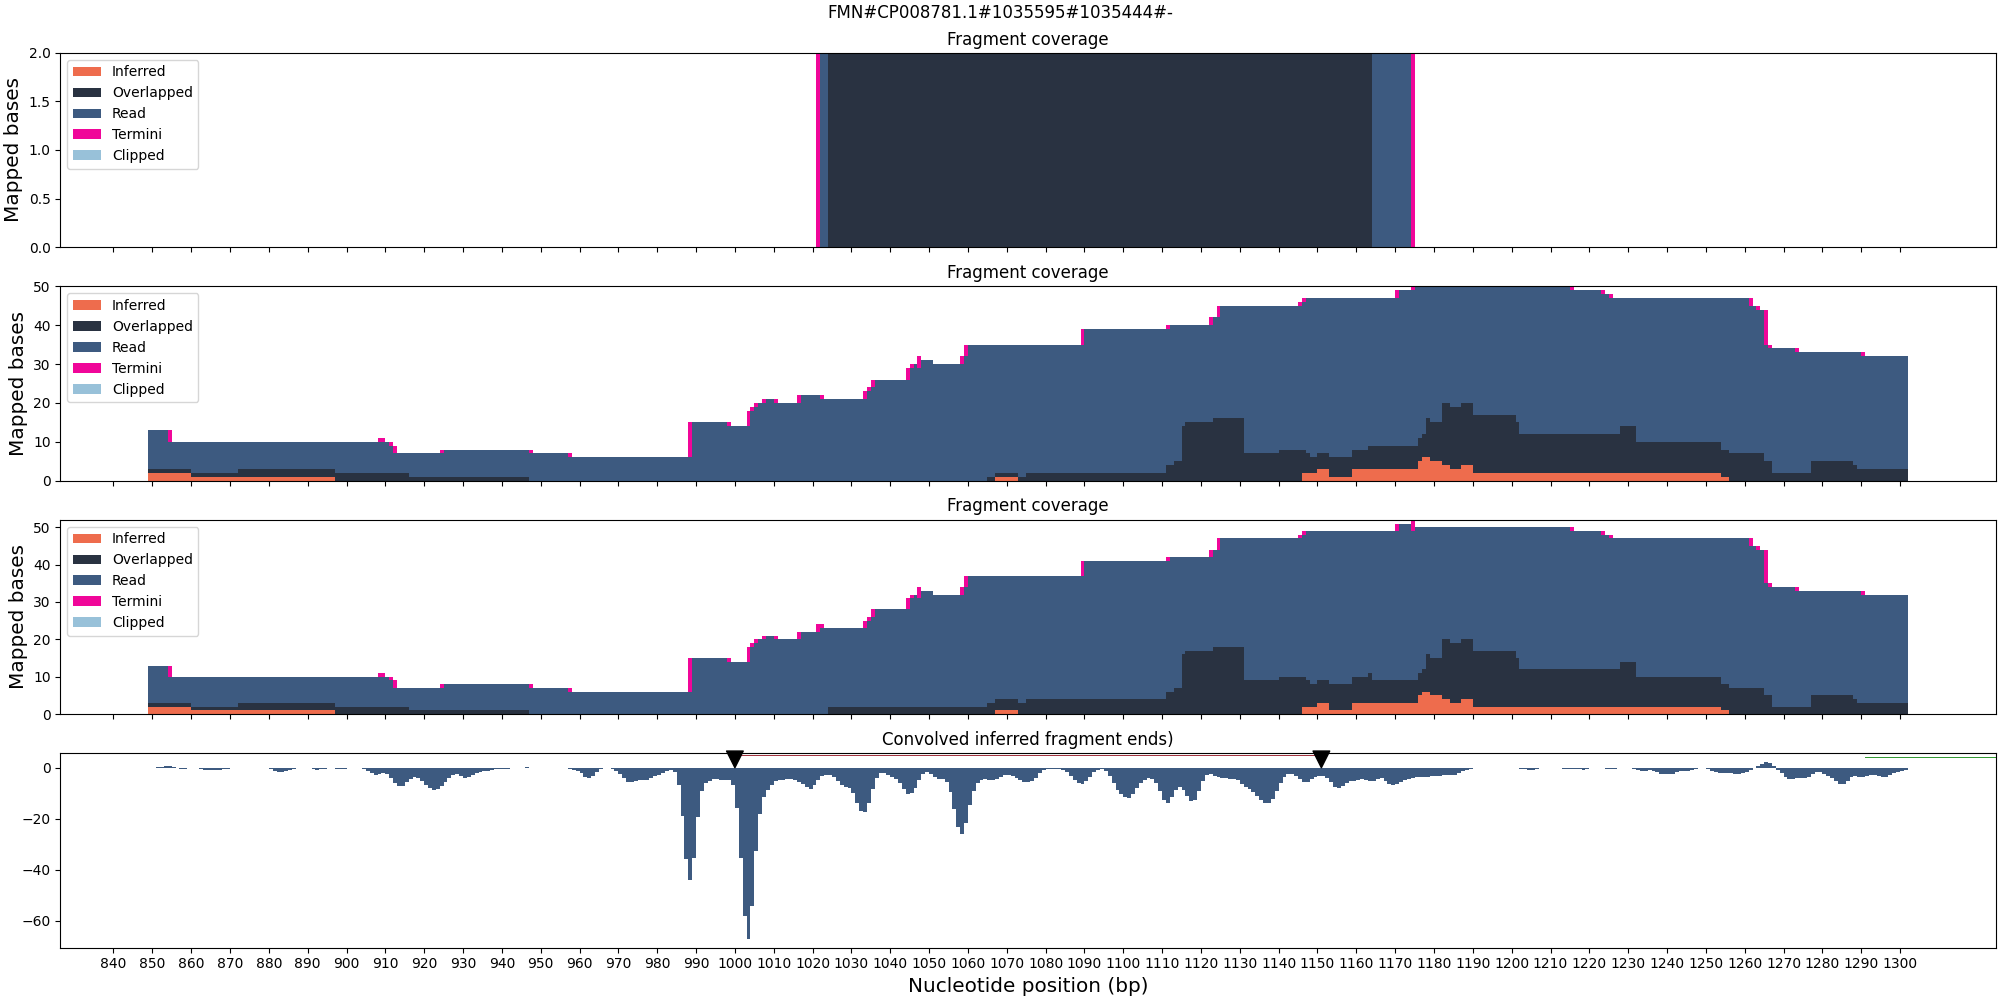 FMN#CP008781.1#1035595#1035444#-
Fragment coverage
Mapped bases
2.0
1.5
1.0
0.5
0.0
Inferred
Overlapped
Read
Termini
Clipped
Fragment coverage
Mapped bases
50
40
30
20
10
0
Inferred
Overlapped
Read
Termini
Clipped
Fragment coverage
Mapped bases
50
40
30
20
10
0
Inferred
Overlapped
Read
Termini
Clipped
Convolved inferred fragment ends)
0
−20
−40
−60
840 850 860 870 880 890 900 910 920 930 940 950 960 970 980 990 1000 1010 1020 1030 1040 1050 1060 1070 1080 1090 1100 1110 1120 1130 1140 1150 1160 1170 1180 1190 1200 1210 1220 1230 1240 1250 1260 1270 1280 1290 1300
Nucleotide position (bp)